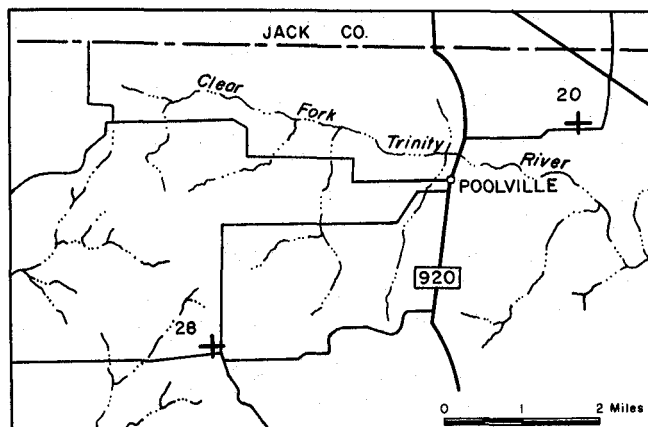 JACK CO.
Clear
Fork
Trinity
River
20
POOLVILLE
920
28
0 1 2 Miles